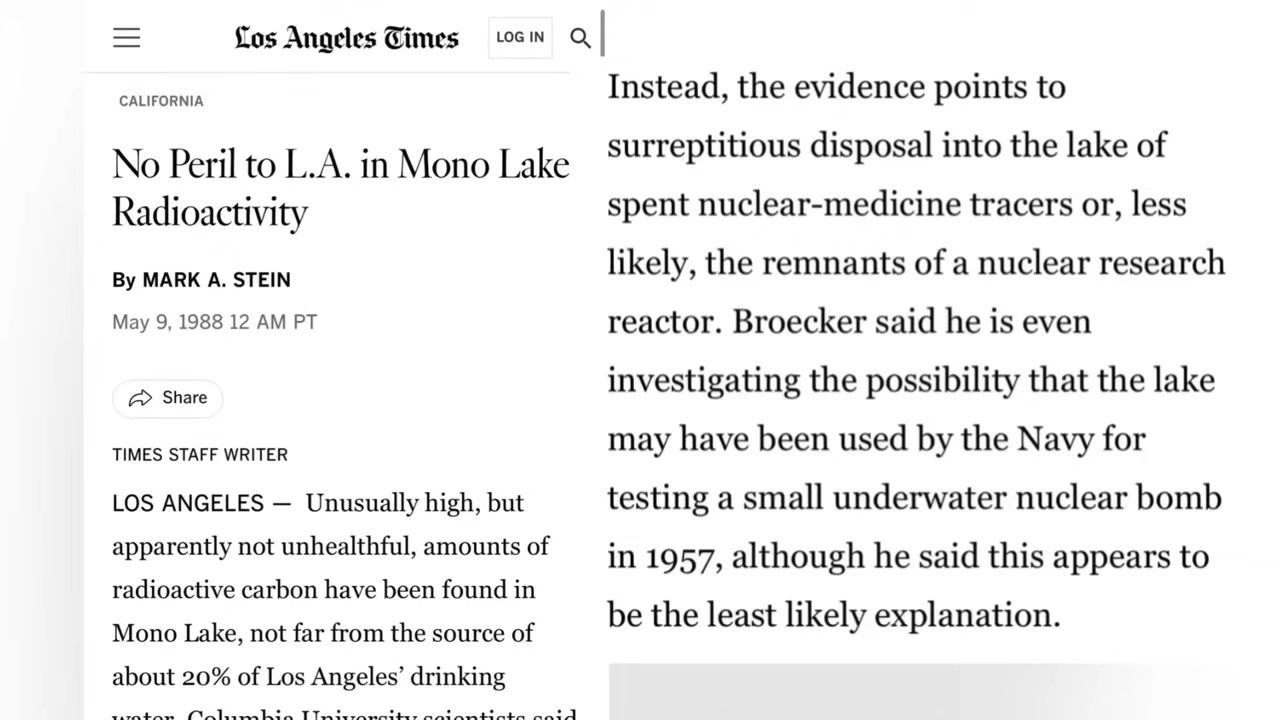 Los Angeles Times
LOG IN
CALIFORNIA
No Peril to L.A. in Mono Lake
Radioactivity
By MARK A. STEIN
May 9, 1988 12 AM PT
Share
TIMES STAFF WRITER
LOS ANGELES — Unusually high, but
apparently not unhealthful, amounts of
radioactive carbon have been found in
Mono Lake, not far from the source of
about 20% of Los Angeles’ drinking
water, Columbia University scientists said
Instead, the evidence points to
surreptitious disposal into the lake of
spent nuclear-medicine tracers or, less
likely, the remnants of a nuclear research
reactor. Broecker said he is even
investigating the possibility that the lake
may have been used by the Navy for
testing a small underwater nuclear bomb
in 1957, although he said this appears to
be the least likely explanation.